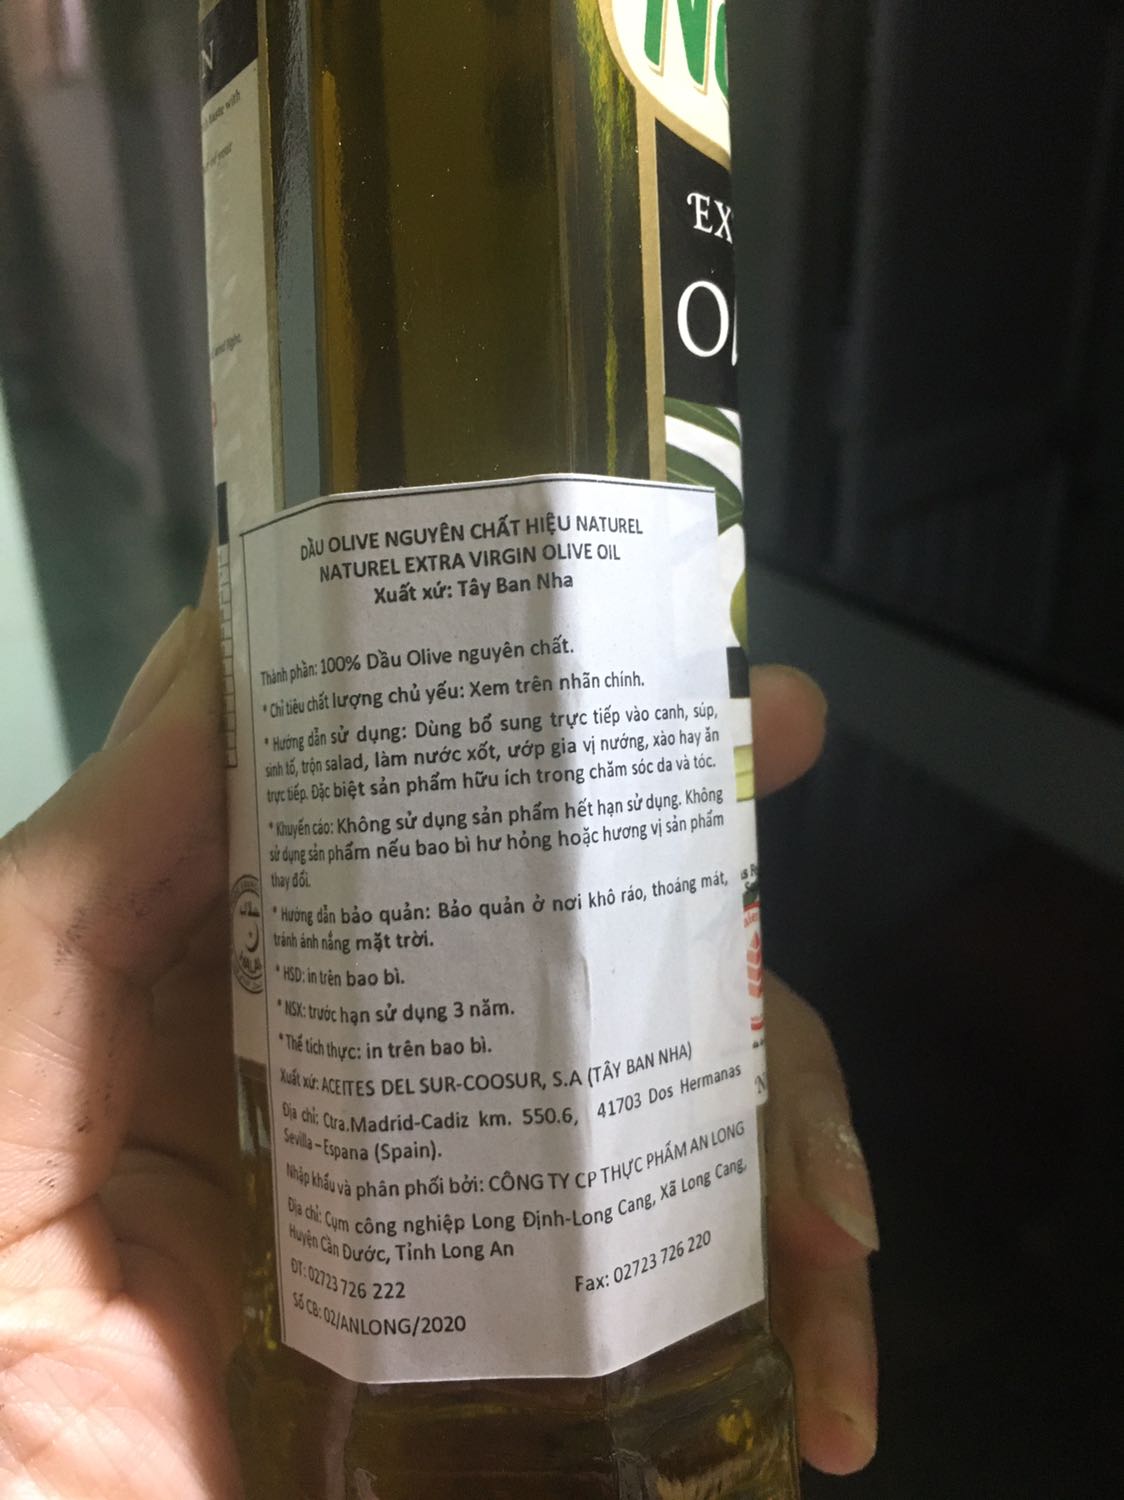 N
taste with
of your
and light.
Na
EX
OL
DẦU OLIVE NGUYÊN CHẤT HIỆU NATUREL
NATUREL EXTRA VIRGIN OLIVE OIL
Xuất xứ: Tây Ban Nha
Thành phần: 100% Dầu Olive nguyên chất.
* Chỉ tiêu chất lượng chủ yếu: Xem trên nhãn chính.
* Hướng dẫn sử dụng: Dùng bổ sung trực tiếp vào canh, súp,
sinh tố, trộn salad, làm nước xốt, ướp gia vị nướng, xào hay ăn
trực tiếp. Đặc biệt sản phẩm hữu ích trong chăm sóc da và tóc.
* Khuyến cáo: Không sử dụng sản phẩm hết hạn sử dụng. Không
sử dụng sản phẩm nếu bao bì hư hỏng hoặc hương vị sản phẩm
thay đổi.
* Hướng dẫn bảo quản: Bảo quản ở nơi khô ráo, thoáng mát,
tránh ánh nắng mặt trời.
* HSD: in trên bao bì.
* NSX: trước hạn sử dụng 3 năm.
* Thể tích thực: in trên bao bì.
Xuất xứ: ACEITES DEL SUR-COOSUR, S.A (TÂY BAN NHA)
Địa chỉ: Ctra.Madrid-Cadiz km. 550.6, 41703 Dos Hermanas
Sevilla – Espana (Spain).
Nhập khẩu và phân phối bởi: CÔNG TY CP THỰC PHẨM AN LONG
Địa chỉ: Cụm công nghiệp Long Định-Long Cang, Xã Long Cang,
Huyện Cần Dước, Tỉnh Long An
ĐT: 02723 726 222 Fax: 02723 726 220
Số CB: 02/ANLONG/2020